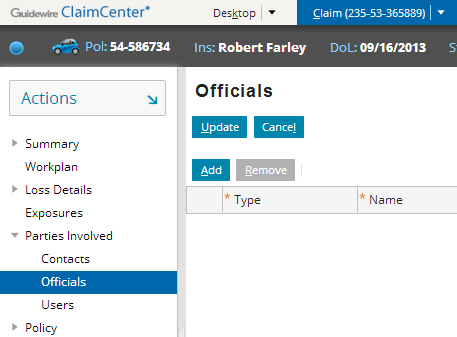 Guidewire ClaimCenter® Desktop Claim (235-53-365889)
Pol: 54-586734 Ins: Robert Farley DoL: 09/16/2013
Actions
Summary
Workplan
Loss Details
Exposures
Parties Involved
Contacts
Officials
Users
Policy
Officials
Update Cancel
Add Remove
* Type * Name